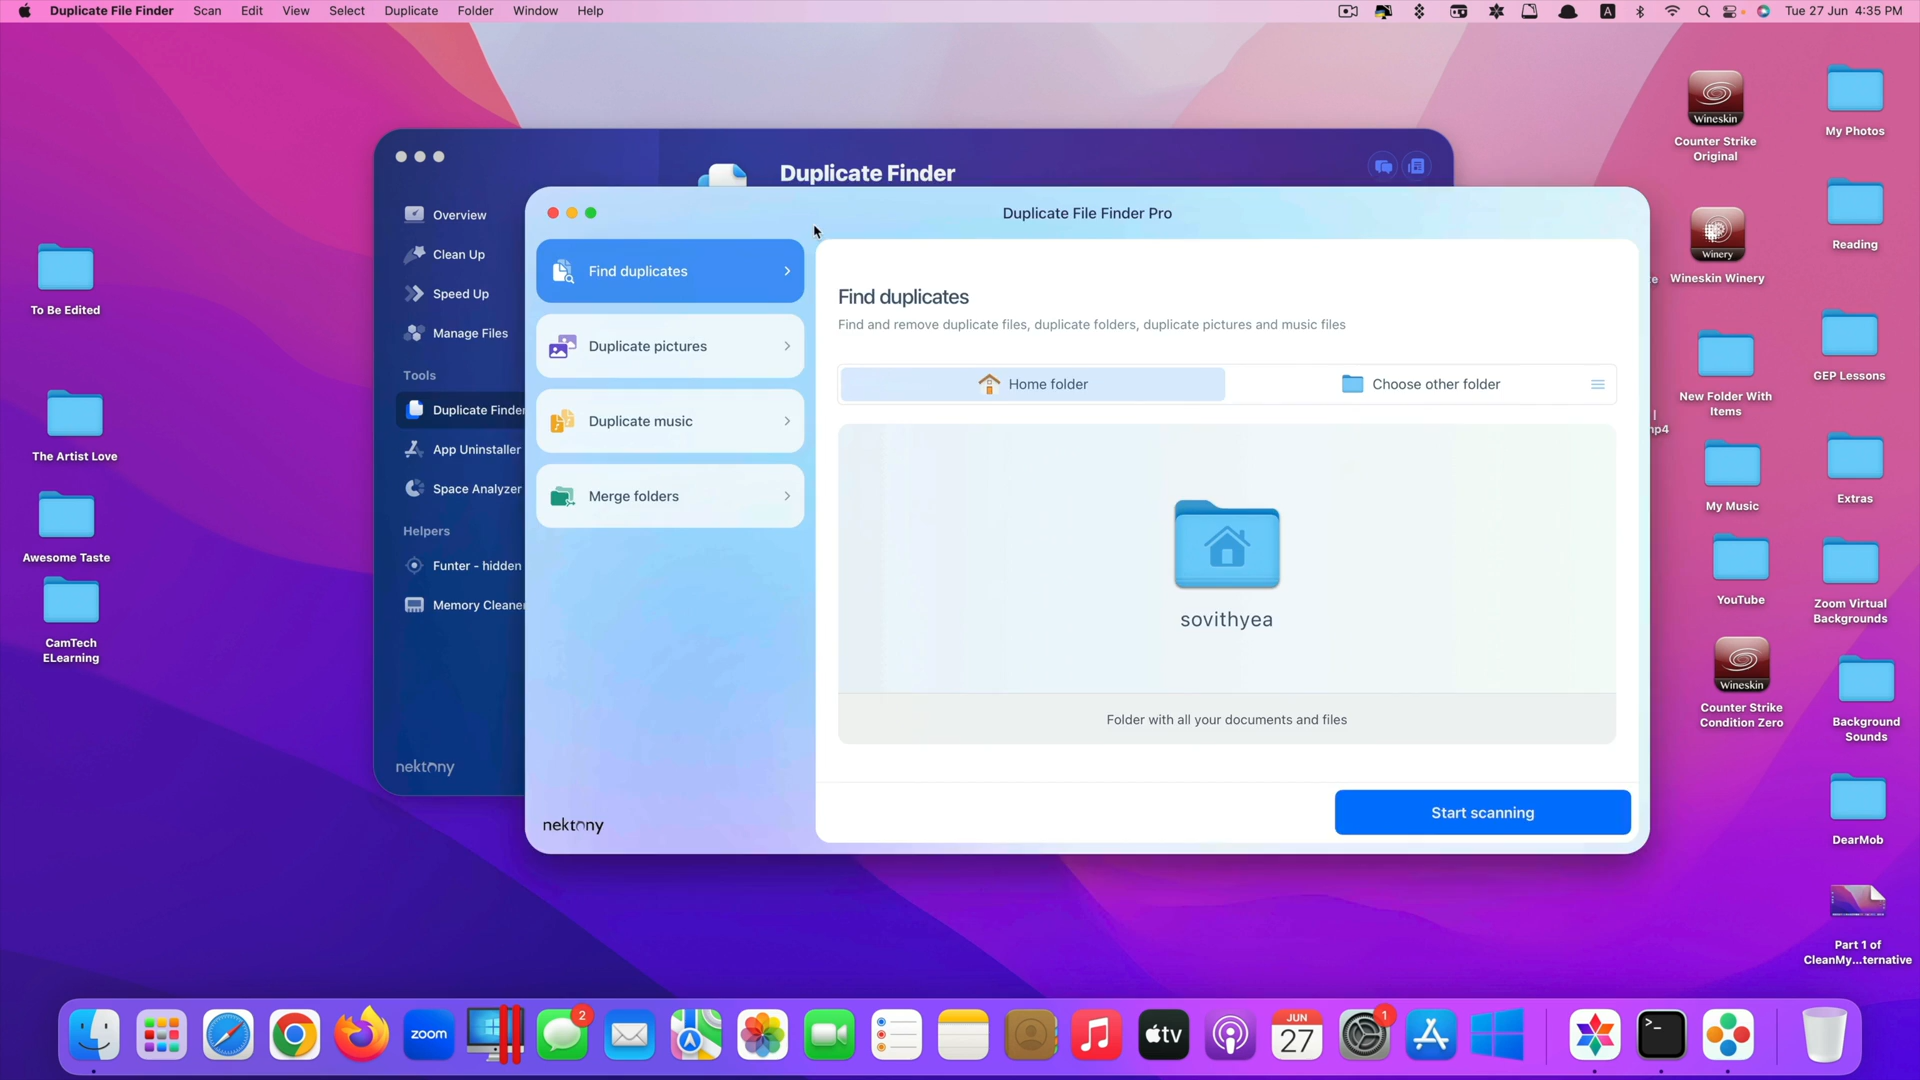 Duplicate File Finder Scan Edit View Select Duplicate Folder Window Help
A
Tue 27 Jun 4:35 PM
To Be Edited
The Artist Love
Awesome Taste
CamTech
ELearning
Duplicate Finder
Overview
Clean Up
Speed Up
Manage Files
Tools
Duplicate Finder
App Uninstaller
Space Analyzer
Helpers
Funter - hidden
Memory Cleaner
nektony
Duplicate File Finder Pro
Find duplicates
Duplicate pictures
Duplicate music
Merge folders
nektony
Find duplicates
Find and remove duplicate files, duplicate folders, duplicate pictures and music files
Home folder
Choose other folder
sovithyea
Folder with all your documents and files
Start scanning
Wineskin
Counter Strike
Original
My Photos
Winery
Wineskin Winery
Reading
New Folder With
Items
GEP Lessons
My Music
Extras
YouTube
Zoom Virtual
Backgrounds
Wineskin
Counter Strike
Condition Zero
Background
Sounds
DearMob
Part 1 of
CleanMy...ternative
zoom
2
tv
JUN
27
1
>_